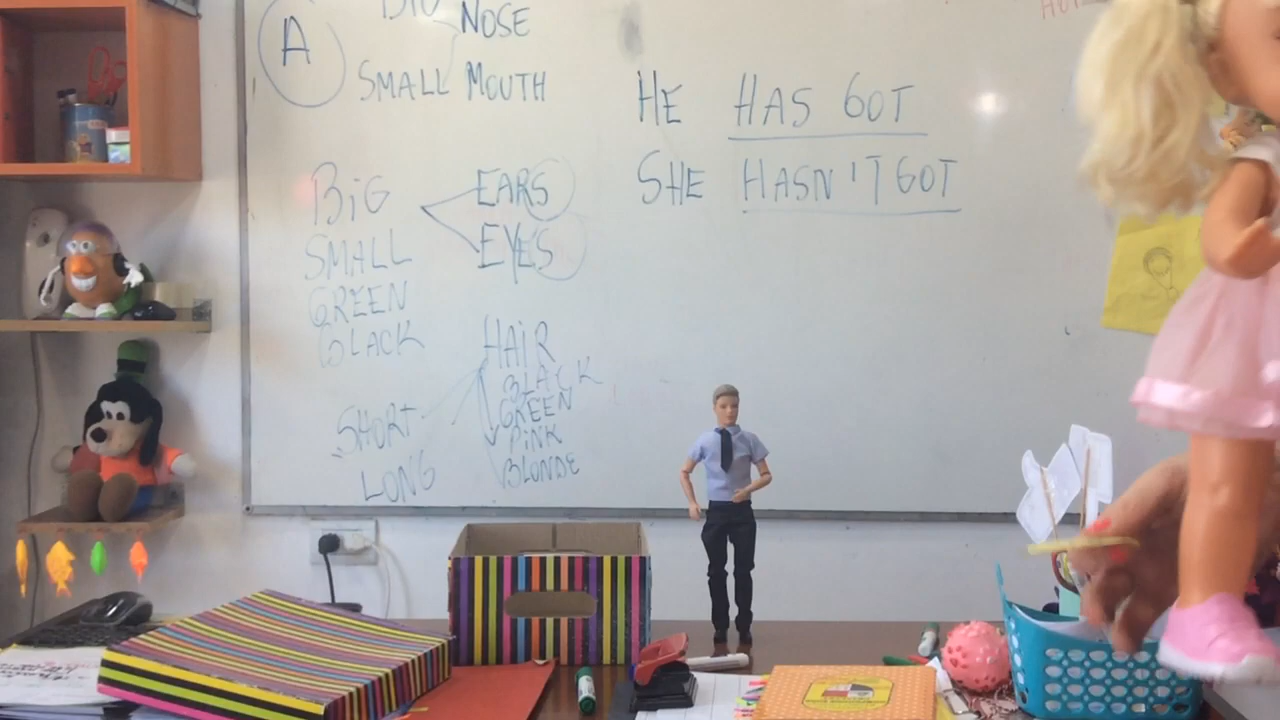 A
NOSE
SMALL MOUTH
BiG
SMALL
GREEN
BLACK
EARS
EYES
HAiR
BLACK
GREEN
PiNK
BLONDE
SHORT
LONG
HE HAS GOT
SHE HASN'T GOT